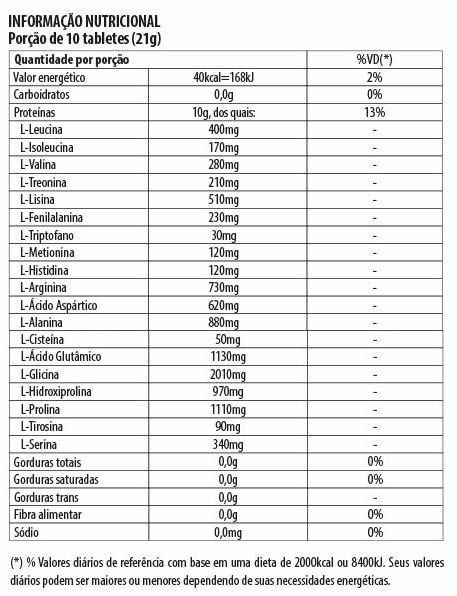 INFORMAÇÃO NUTRICIONAL
Porção de 10 tabletes (21g)
Quantidade por porção %VD(*)
Valor energético 40kcal=168kJ 2%
Carboidratos 0,0g 0%
Proteínas 10g, dos quais: 13%
L-Leucina 400mg -
L-Isoleucina 170mg -
L-Valina 280mg -
L-Treonina 210mg -
L-Lisina 510mg -
L-Fenilalanina 230mg -
L-Triptofano 30mg -
L-Metionina 120mg -
L-Histidina 120mg -
L-Arginina 730mg -
L-Ácido Aspártico 620mg -
L-Alanina 880mg -
L-Cisteína 50mg -
L-Ácido Glutâmico 1130mg -
L-Glicina 2010mg -
L-Hidroxiprolina 970mg -
L-Prolina 1110mg -
L-Tirosina 90mg -
L-Serina 340mg -
Gorduras totais 0,0g 0%
Gorduras saturadas 0,0g 0%
Gorduras trans 0,0g -
Fibra alimentar 0,0g 0%
Sódio 0,0mg 0%
(*) % Valores diários de referência com base em uma dieta de 2000kcal ou 8400kJ. Seus valores
diários podem ser maiores ou menores dependendo de suas necessidades energéticas.